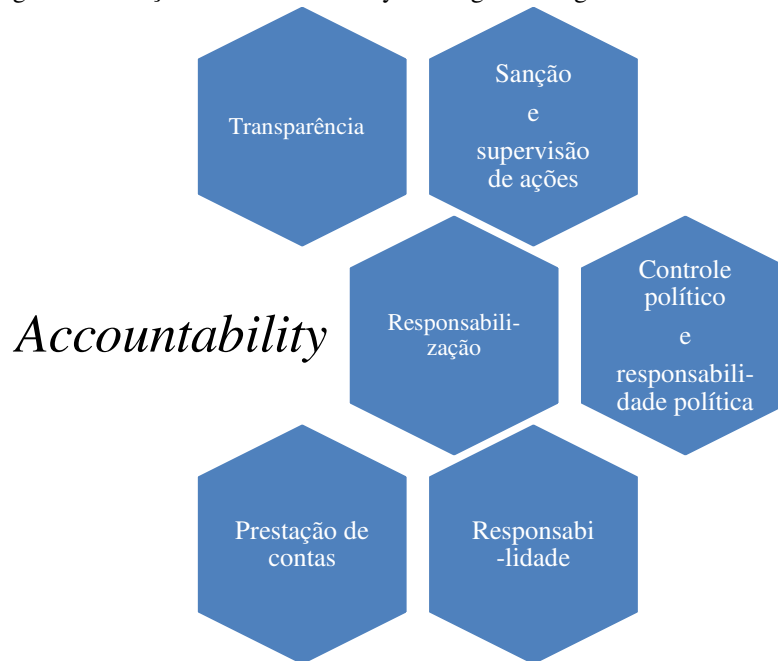 Transparência
Sanção
e
supervisão
de ações
Accountability
Responsabili-
zação
Controle
político
e
responsabili-
dade política
Prestação de
contas
Responsabi
-lidade